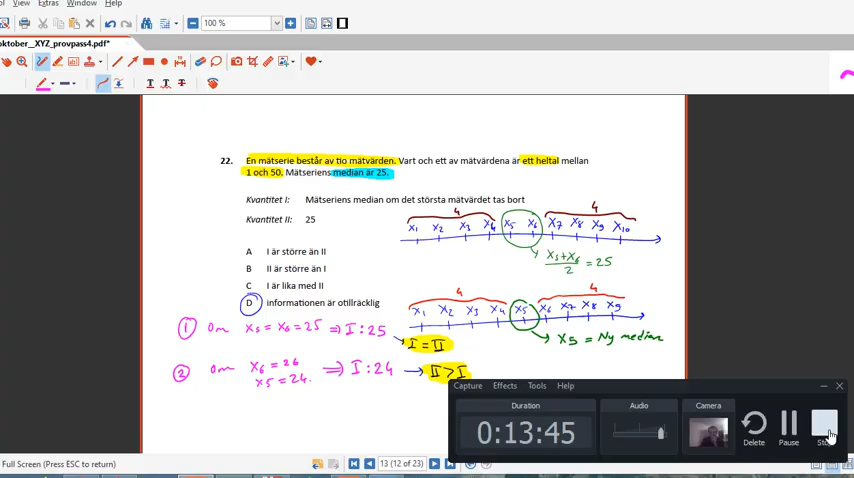 ol View Extras Window Help
100 %
oktober__XYZ_provpass4.pdf*
22. En mätserie består av tio mätvärden. Vart och ett av mätvärdena är ett heltal mellan
1 och 50. Mätseriens median är 25.
Kvantitet I: Mätseriens median om det största mätvärdet tas bort
Kvantitet II: 25
4 4
x1 x2 x3 x4 x5 x6 x7 x8 x9 x10
x5+x6
2 = 25
A I är större än II
B II är större än I
C I är lika med II
D informationen är otillräcklig
4 4
x1 x2 x3 x4 x5 x6 x7 x8 x9
x5 = Ny median
1 Om x5 = x6 = 25 ⇒ I : 25
I = II
2 Om x6 = 26
x5 = 24. ⇒ I : 24 → II > I
Capture Effects Tools Help
Duration Audio Camera
0:13:45
Delete Pause Sto
Full Screen (Press ESC to return)
13 (12 of 23)